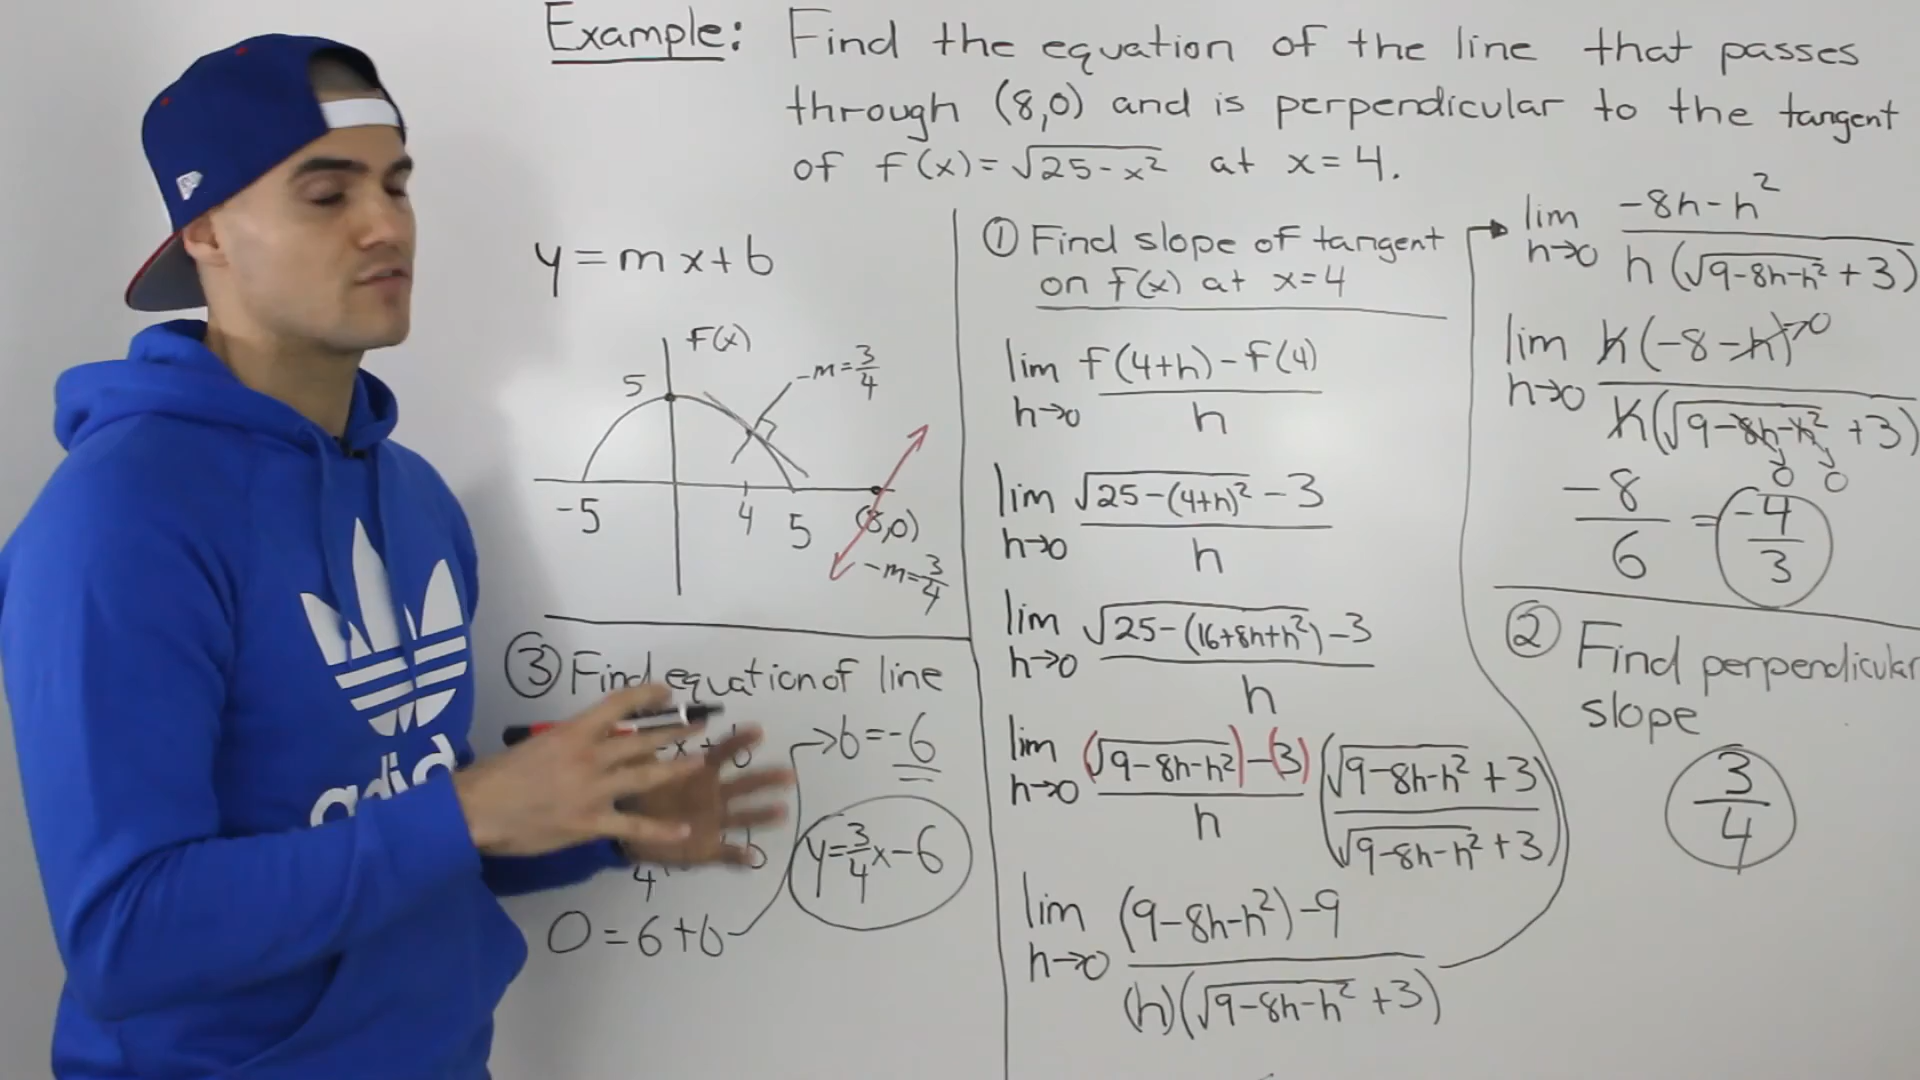 Example: Find the equation of the line that passes
through (8,0) and is perpendicular to the tangent
of f(x)=√25-x² at x=4.
y=mx+b
f(x)
5
-m=3/4
-5
4
5
(8,0)
-m=3/4
① Find slope of tangent
on f(x) at x=4
lim h→0 f(4+h)-f(4) / h
lim h→0 √25-(4+h)² -3 / h
lim h→0 √25-(16+8h+h²) -3 / h
lim h→0 (√9-8h-h²)-(3) / h (√9-8h-h² +3 / √9-8h-h² +3)
lim h→0 (9-8h-h²)-9 / (h)(√9-8h-h² +3)
lim h→0 -8h-h² / h(√9-8h-h² +3)
lim h→0 h(-8-h)→0 / h(√9-8h-h² +3)
0 0
-8/6 = -4/3
② Find perpendicular
slope
3/4
③ Find equation of line
x+b
→b=-6
4
b
y=3/4x-6
0=6+b
adid